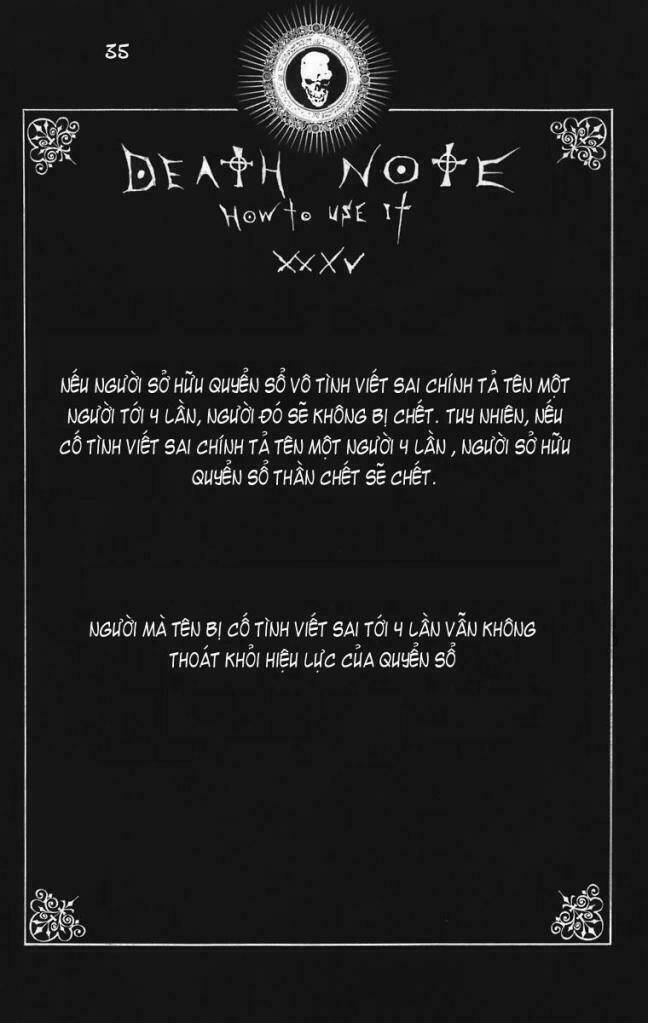 35
DEATH NOTE
HOW TO USE IT
XXXV
NẾU NGƯỜI SỞ HỮU QUYỂN SỔ VÔ TÌNH VIẾT SAI CHÍNH TẢ TÊN MỘT
NGƯỜI TỚI 4 LẦN, NGƯỜI ĐÓ SẼ KHÔNG BỊ CHẾT. TUY NHIÊN, NẾU
CỐ TÌNH VIẾT SAI CHÍNH TẢ TÊN MỘT NGƯỜI 4 LẦN , NGƯỜI SỞ HỮU
QUYỂN SỔ THẦN CHẾT SẼ CHẾT.
NGƯỜI MÀ TÊN BỊ CỐ TÌNH VIẾT SAI TỚI 4 LẦN VẪN KHÔNG
THOÁT KHỎI HIỆU LỰC CỦA QUYỂN SỔ